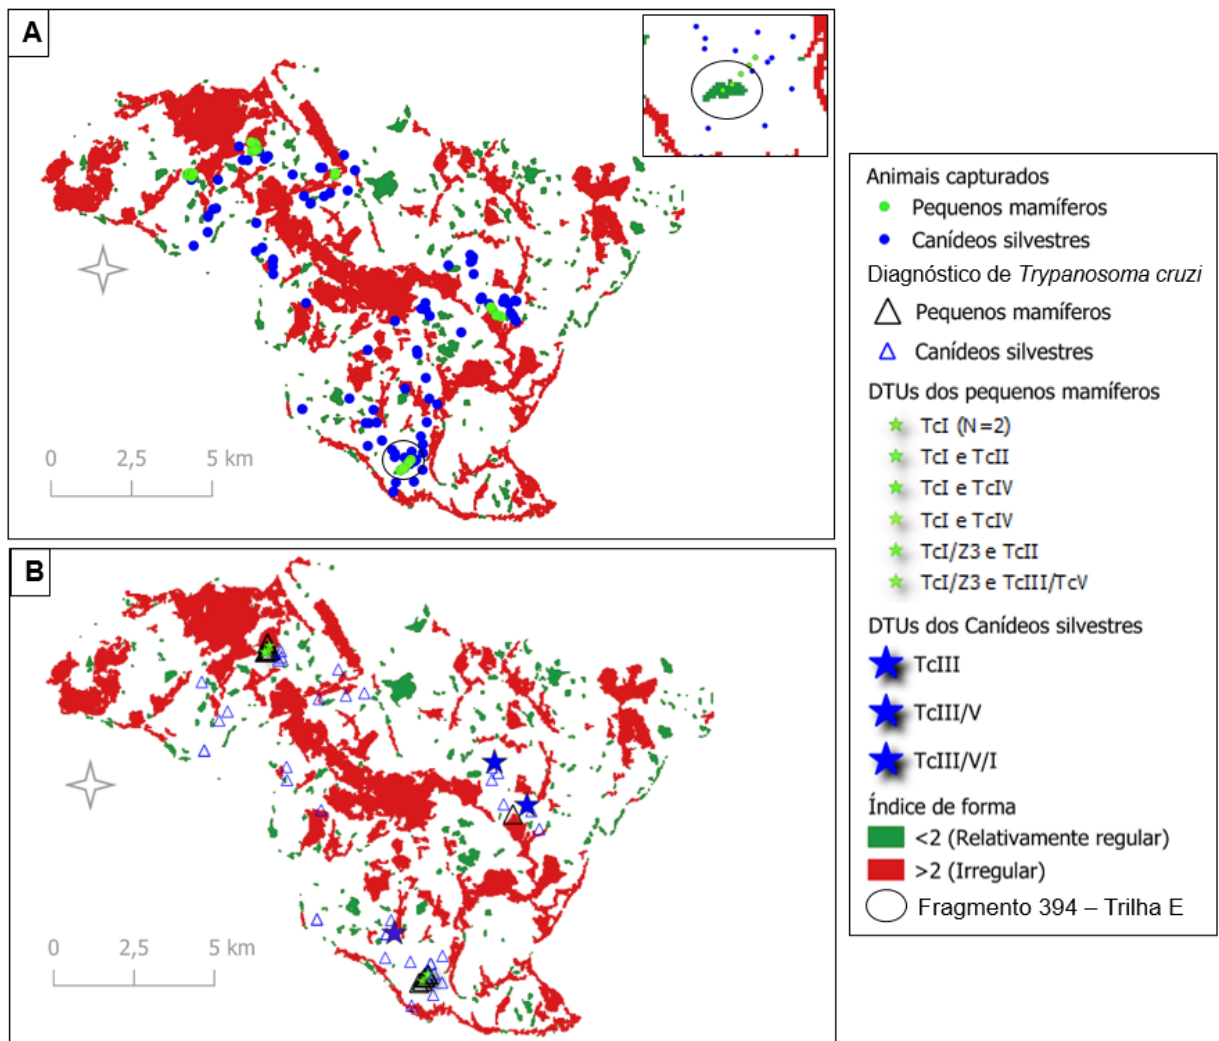 A
0 2,5 5 km
B
0 2,5 5 km
Animais capturados
Pequenos mamíferos
Canídeos silvestres
Diagnóstico de Trypanosoma cruzi
Pequenos mamíferos
Canídeos silvestres
DTUs dos pequenos mamíferos
TcI (N=2)
TcI e TcII
TcI e TcIV
TcI e TcIV
TcI/Z3 e TcII
TcI/Z3 e TcIII/TcV
DTUs dos Canídeos silvestres
TcIII
TcIII/V
TcIII/V/I
Índice de forma
<2 (Relativamente regular)
>2 (Irregular)
Fragmento 394 – Trilha E